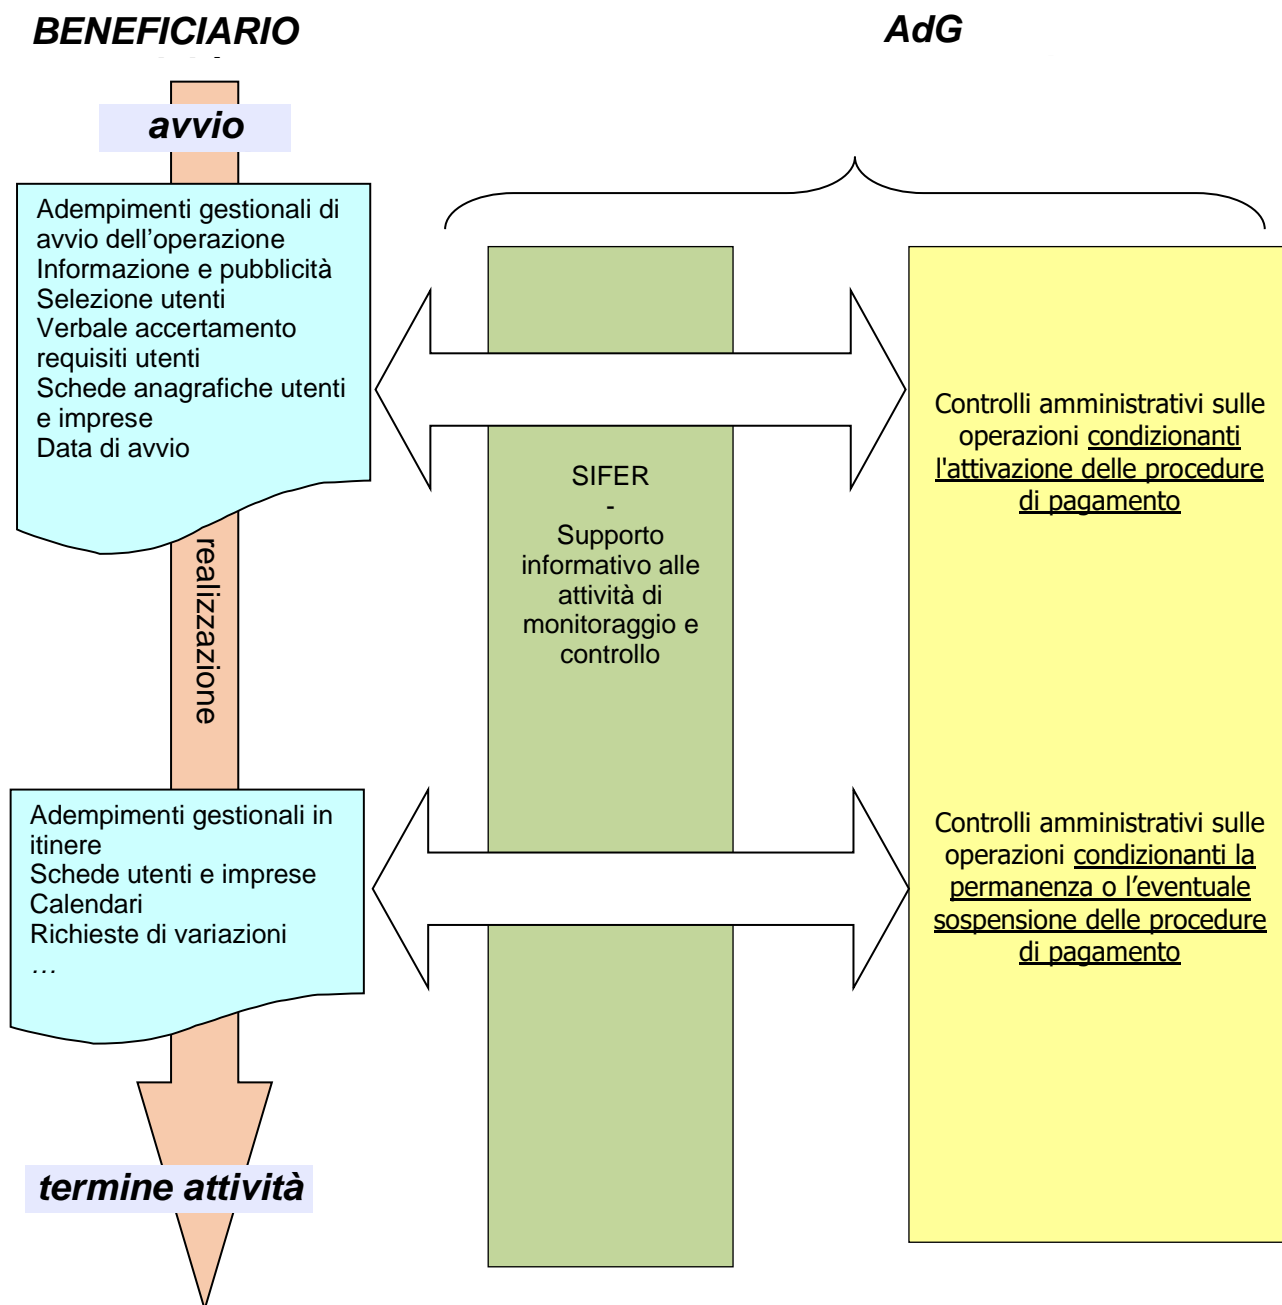 BENEFICIARIO
AdG
avvio
Adempimenti gestionali di
avvio dell’operazione
Informazione e pubblicità
Selezione utenti
Verbale accertamento
requisiti utenti
Schede anagrafiche utenti
e imprese
Data di avvio
realizzazione
SIFER
-
Supporto
informativo alle
attività di
monitoraggio e
controllo
Controlli amministrativi sulle
operazioni condizionanti
l'attivazione delle procedure
di pagamento
Adempimenti gestionali in
itinere
Schede utenti e imprese
Calendari
Richieste di variazioni
…
Controlli amministrativi sulle
operazioni condizionanti la
permanenza o l’eventuale
sospensione delle procedure
di pagamento
termine attività